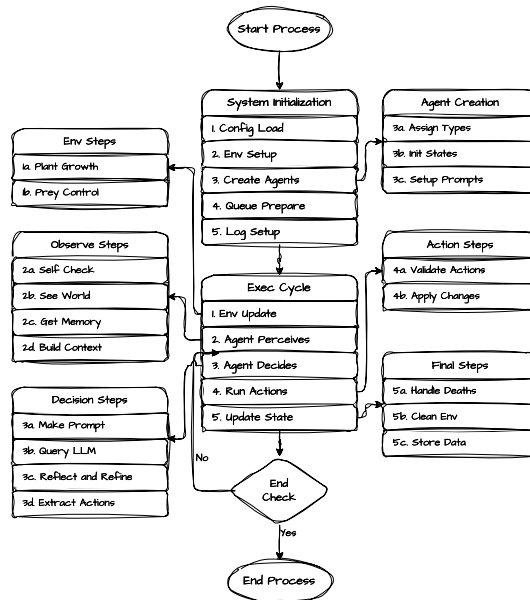 Start Process
System Initialization
1. Config Load
2. Env Setup
3. Create Agents
4. Queue Prepare
5. Log Setup
Agent Creation
3a. Assign Types
3b. Init States
3c. Setup Prompts
Env Steps
1a. Plant Growth
1b. Prey Control
Observe Steps
2a. Self Check
2b. See World
2c. Get Memory
2d. Build Context
Exec Cycle
1. Env Update
2. Agent Perceives
3. Agent Decides
4. Run Actions
5. Update State
Action Steps
4a. Validate Actions
4b. Apply Changes
Decision Steps
3a. Make Prompt
3b. Query LLM
3c. Reflect and Refine
3d. Extract Actions
Final Steps
5a. Handle Deaths
5b. Clean Env
5c. Store Data
No
End
Check
Yes
End Process